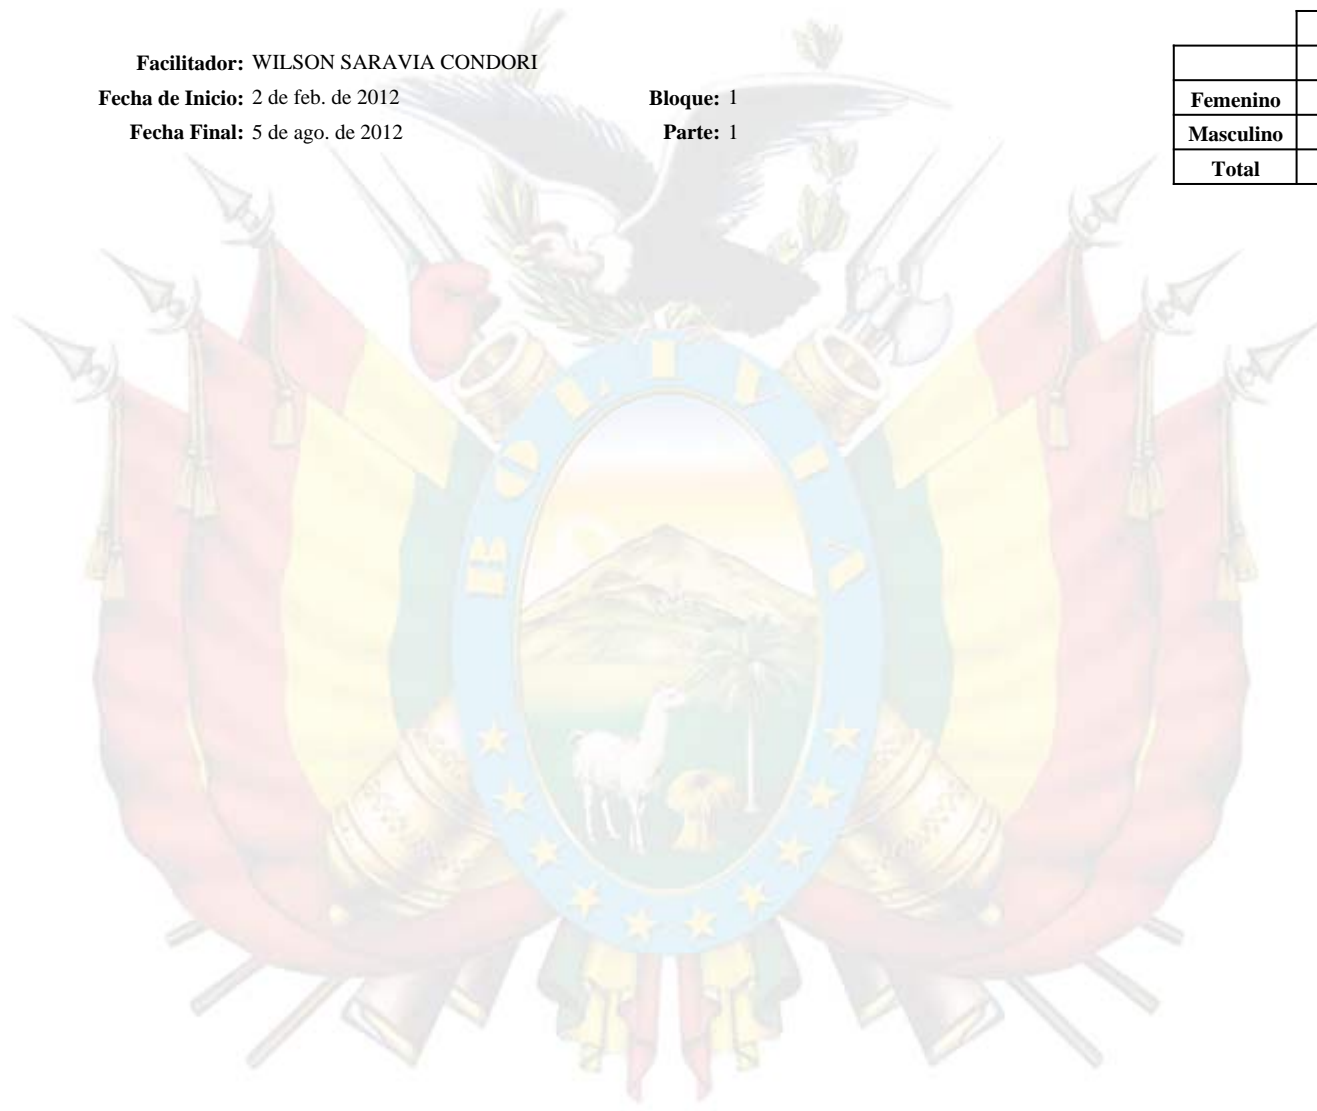 Facilitador: WILSON SARAVIA CONDORI
Fecha de Inicio: 2 de feb. de 2012 Bloque: 1
Fecha Final: 5 de ago. de 2012 Parte: 1
Femenino
Masculino
Total
BOLIVIA